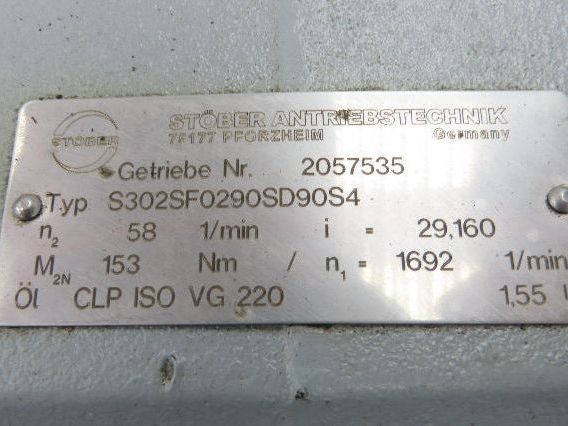 STÖBER
STÖBER ANTRIEBSTECHNIK
75177 PFORZHEIM Germany
Getriebe Nr. 2057535
Typ S302SF0290SD90S4
n₂ 58 1/min i = 29,160
M₂N 153 Nm / n₁ = 1692 1/min
Öl CLP ISO VG 220 1,55 l